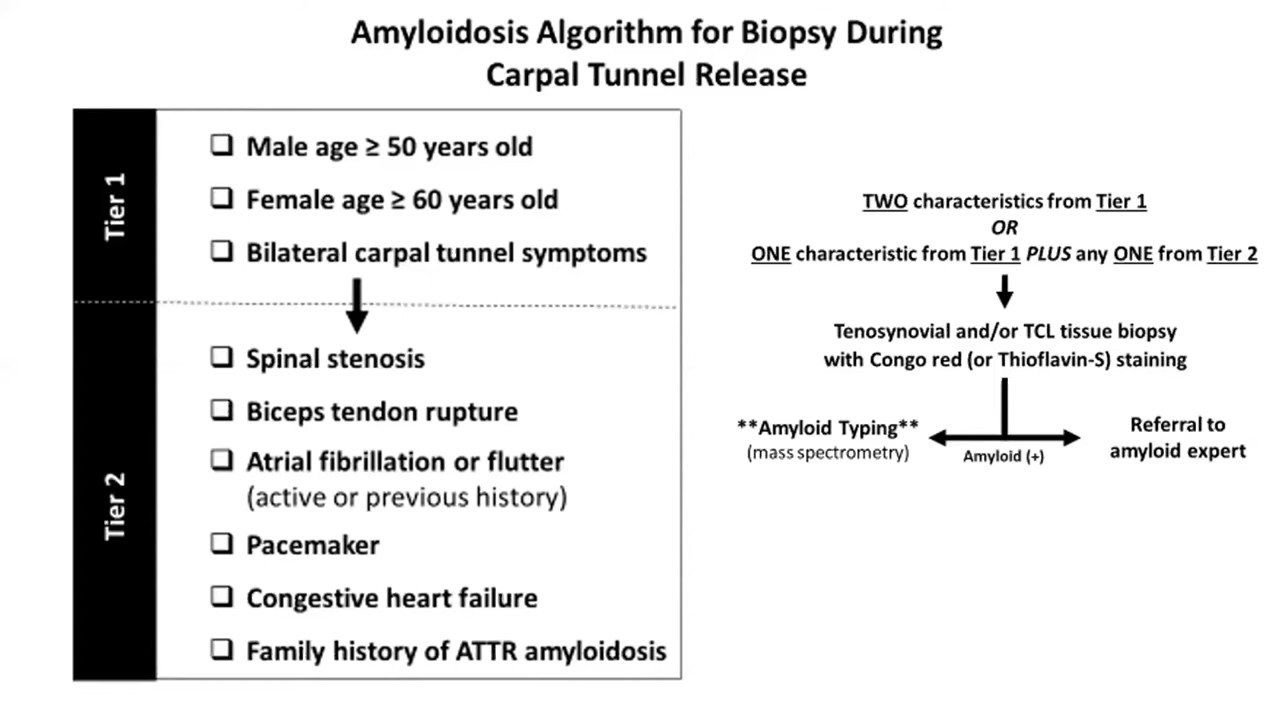 Amyloidosis Algorithm for Biopsy During
Carpal Tunnel Release
Tier 1
Male age ≥ 50 years old
Female age ≥ 60 years old
Bilateral carpal tunnel symptoms
Tier 2
Spinal stenosis
Biceps tendon rupture
Atrial fibrillation or flutter
(active or previous history)
Pacemaker
Congestive heart failure
Family history of ATTR amyloidosis
TWO characteristics from Tier 1
OR
ONE characteristic from Tier 1 PLUS any ONE from Tier 2
Tenosynovial and/or TCL tissue biopsy
with Congo red (or Thioflavin-S) staining
**Amyloid Typing**
(mass spectrometry)
Amyloid (+)
Referral to
amyloid expert